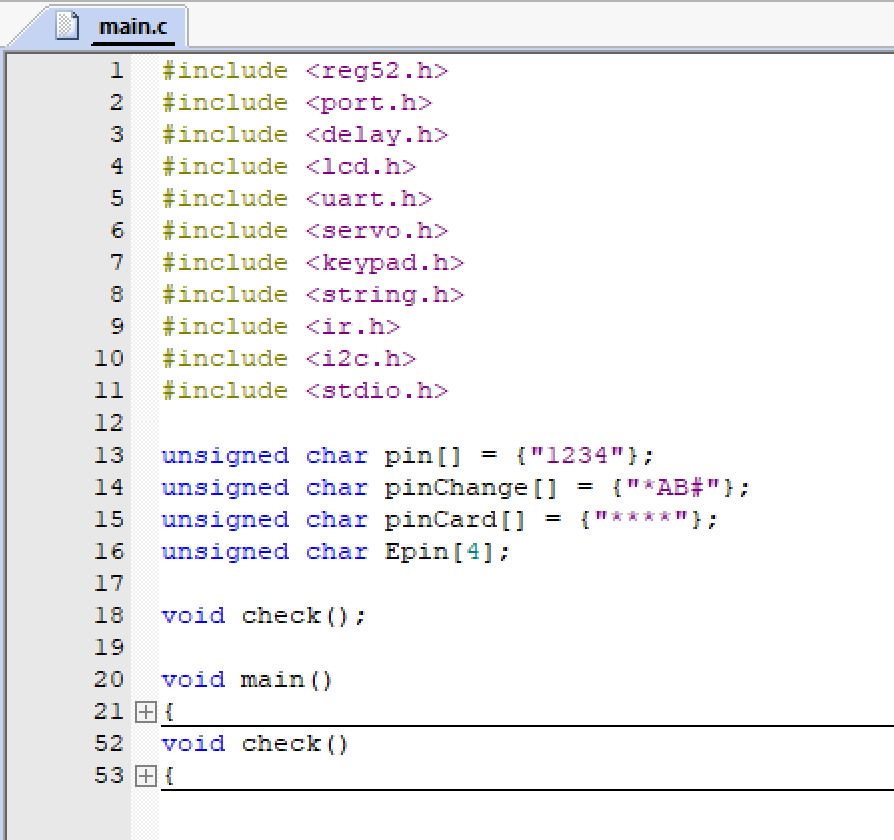 main.c
1 #include <reg52.h>
2 #include <port.h>
3 #include <delay.h>
4 #include <lcd.h>
5 #include <uart.h>
6 #include <servo.h>
7 #include <keypad.h>
8 #include <string.h>
9 #include <ir.h>
10 #include <i2c.h>
11 #include <stdio.h>
12
13 unsigned char pin[] = {"1234"};
14 unsigned char pinChange[] = {"*AB#"};
15 unsigned char pinCard[] = {"****"};
16 unsigned char Epin[4];
17
18 void check();
19
20 void main()
21 {
52 void check()
53 {